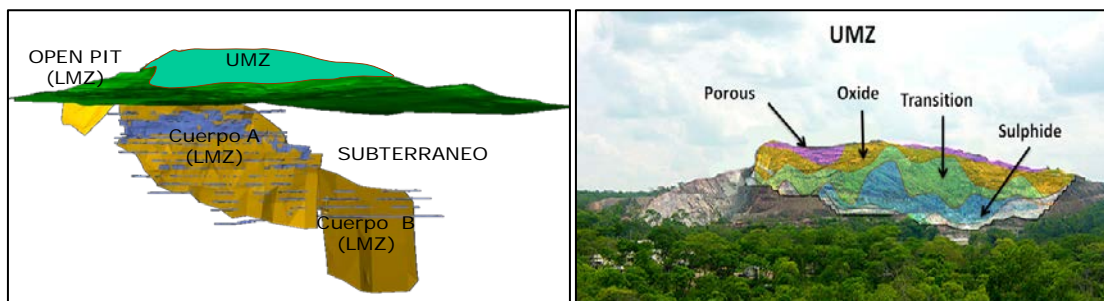 OPEN PIT
(LMZ)
UMZ
Cuerpo A
(LMZ)
SUBTERRANEO
Cuerpo B
(LMZ)
UMZ
Porous
Oxide
Transition
Sulphide